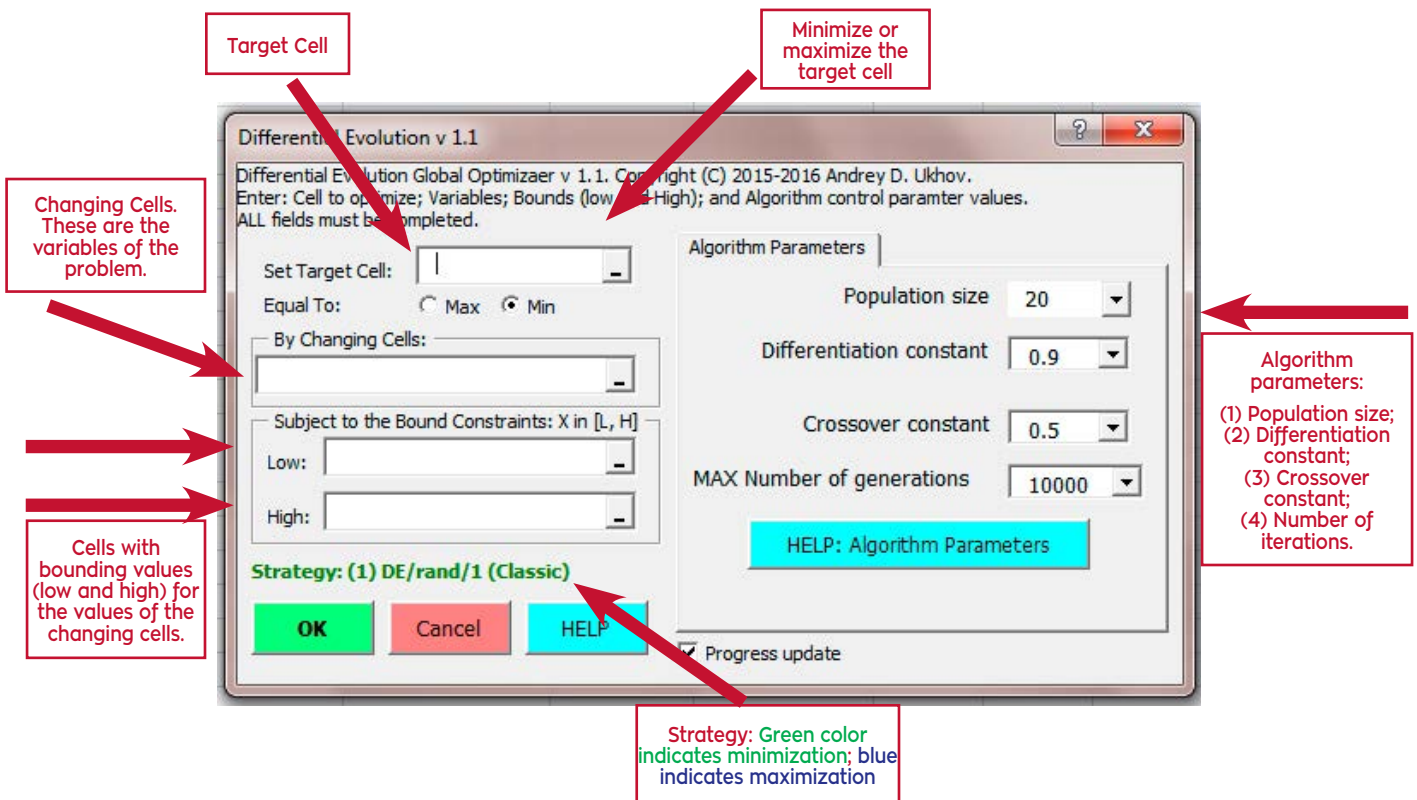 Target Cell
Minimize or
maximize the
target cell
Differential Evolution v 1.1
Differential Evolution Global Optimizaer v 1.1. Copyright (C) 2015-2016 Andrey D. Ukhov.
Enter: Cell to optimize; Variables; Bounds (low and High); and Algorithm control paramter values.
ALL fields must be completed.
Changing Cells.
These are the
variables of the
problem.
Set Target Cell:
Equal To: Max Min
By Changing Cells:
Subject to the Bound Constraints: X in [L, H]
Low:
High:
Strategy: (1) DE/rand/1 (Classic)
OK Cancel HELP
Algorithm Parameters
Population size 20
Differentiation constant 0.9
Crossover constant 0.5
MAX Number of generations 10000
HELP: Algorithm Parameters
Progress update
Algorithm
parameters:
(1) Population size;
(2) Differentiation
constant;
(3) Crossover
constant;
(4) Number of
iterations.
Cells with
bounding values
(low and high) for
the values of the
changing cells.
Strategy: Green color
indicates minimization; blue
indicates maximization